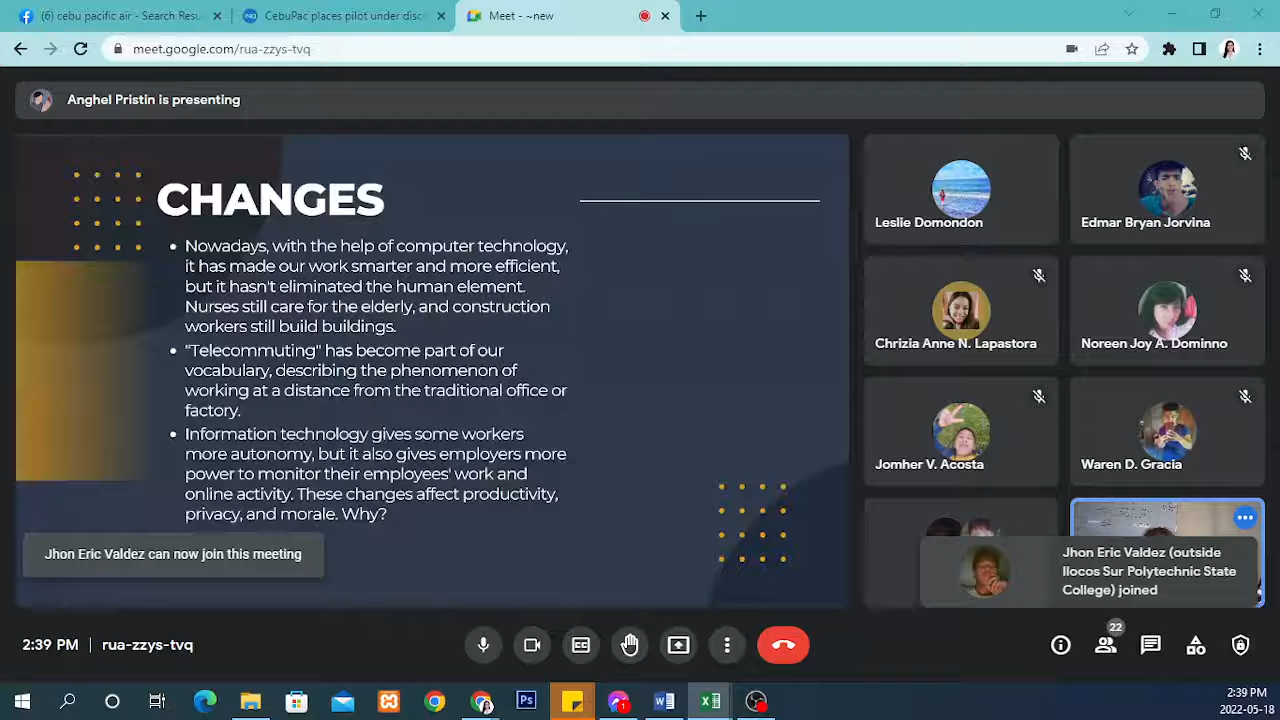 (6) cebu pacific air - Search Resu
CebuPac places pilot under disc
Meet - ~new
meet.google.com/rua-zzys-tvq
Anghel Pristin is presenting
CHANGES
• Nowadays, with the help of computer technology,
it has made our work smarter and more efficient,
but it hasn't eliminated the human element.
Nurses still care for the elderly, and construction
workers still build buildings.
• "Telecommuting" has become part of our
vocabulary, describing the phenomenon of
working at a distance from the traditional office or
factory.
• Information technology gives some workers
more autonomy, but it also gives employers more
power to monitor their employees' work and
online activity. These changes affect productivity,
privacy, and morale. Why?
Jhon Eric Valdez can now join this meeting
Leslie Domondon
Edmar Bryan Jorvina
Chrizia Anne N. Lapastora
Noreen Joy A. Dominno
Jomher V. Acosta
Waren D. Gracia
Jhon Eric Valdez (outside
Ilocos Sur Polytechnic State
College) joined
2:39 PM | rua-zzys-tvq
22
Ps
1
2:39 PM
2022-05-18